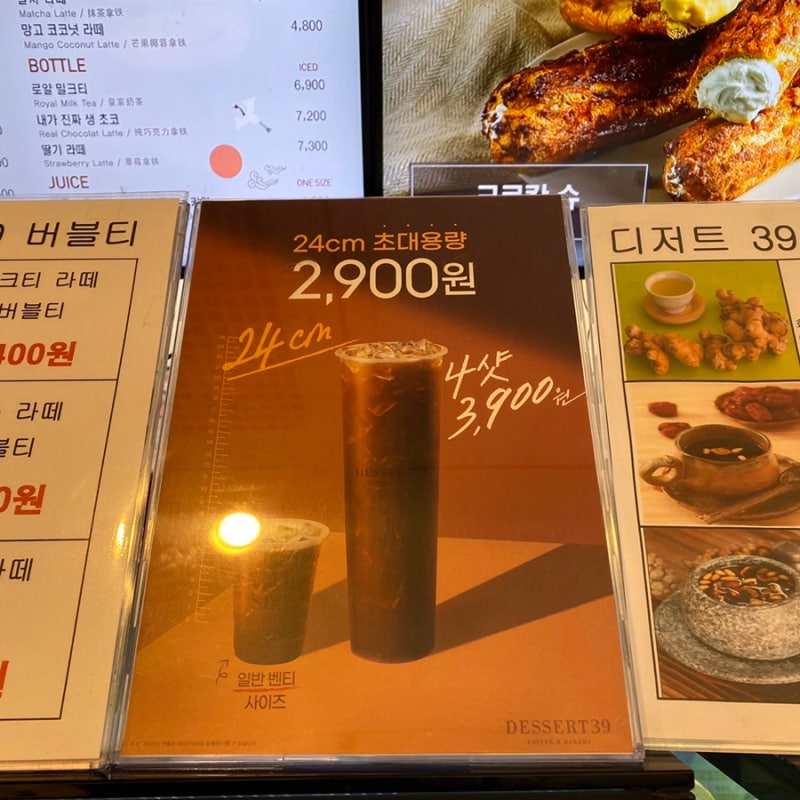 Matcha Latte / 抹茶拿铁
망고 코코넛 라떼 4,800
Mango Coconut Latte / 芒果椰蓉拿铁
BOTTLE ICED
로얄 밀크티 6,900
Royal Milk Tea / 皇家奶茶
내가 진짜 생 초코 7,200
Real Chocolat Latte / 纯巧克力拿铁
딸기 라떼 7,300
Strawberry Latte / 草莓拿铁
JUICE ONE SIZE
9 버블티
크티 라떼
버블티
400원
라떼
블티
0원
라떼
원
24cm 초대용량
2,900원
24cm
4샷
3,900원
DESSERT39
일반 벤티
사이즈
DESSERT39
COFFEE & BAKERY
디저트 39